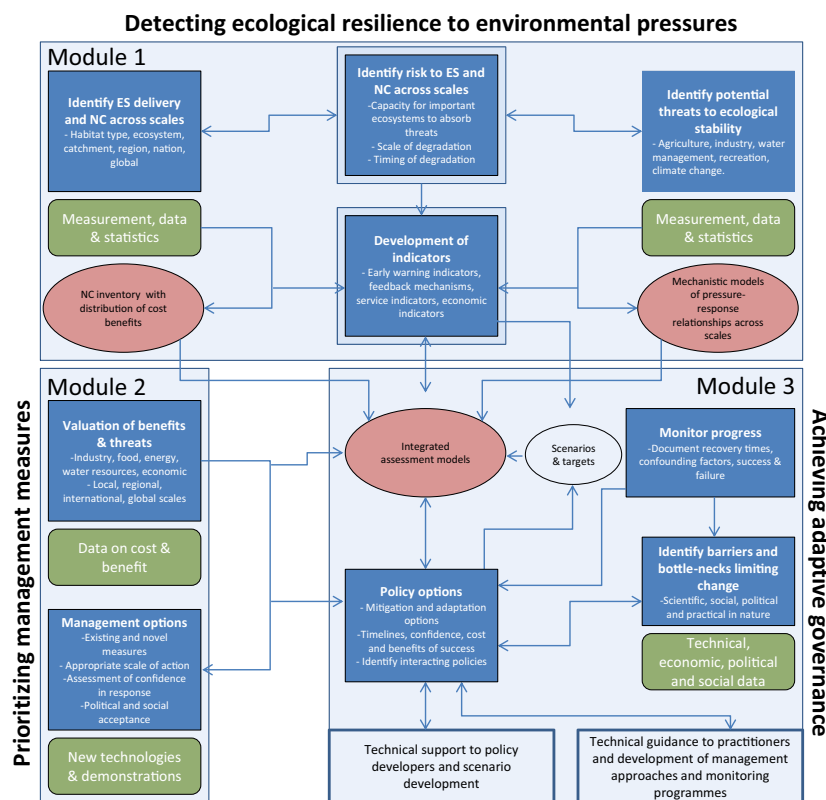 Detecting ecological resilience to environmental pressures
Module 1
Identify ES delivery
and NC across scales
- Habitat type, ecosystem,
catchment, region, nation,
global
Identify risk to ES and
NC across scales
-Capacity for important
ecosystems to absorb
threats
- Scale of degradation
- Timing of degradation
Identify potential
threats to ecological
stability
- Agriculture, industry, water
management, recreation,
climate change.
Measurement, data
& statistics
Development of
indicators
- Early warning indicators,
feedback mechanisms,
service indicators, economic
indicators
Measurement, data
& statistics
NC inventory with
distribution of cost
benefits
Mechanistic models
of pressure-
response
relationships across
scales
Prioritizing management measures
Module 2
Valuation of benefits
& threats
- Industry, food, energy,
water resources, economic
- Local, regional,
international, global scales
Data on cost &
benefit
Management options
-Existing and novel
measures
- Appropriate scale of action
-Assessment of confidence
in response
-Political and social
acceptance
New technologies
& demonstrations
Module 3
Integrated
assessment models
Scenarios
& targets
Monitor progress
-Document recovery times,
confounding factors, success &
failure
Policy options
- Mitigation and adaptation
options
-Timelines, confidence, cost
and benefits of success
- Identify interacting policies
Identify barriers and
bottle-necks limiting
change
-Scientific, social, political
and practical in nature
Technical,
economic, political
and social data
Technical support to policy
developers and scenario
development
Technical guidance to practitioners
and development of management
approaches and monitoring
programmes
Achieving adaptive governance